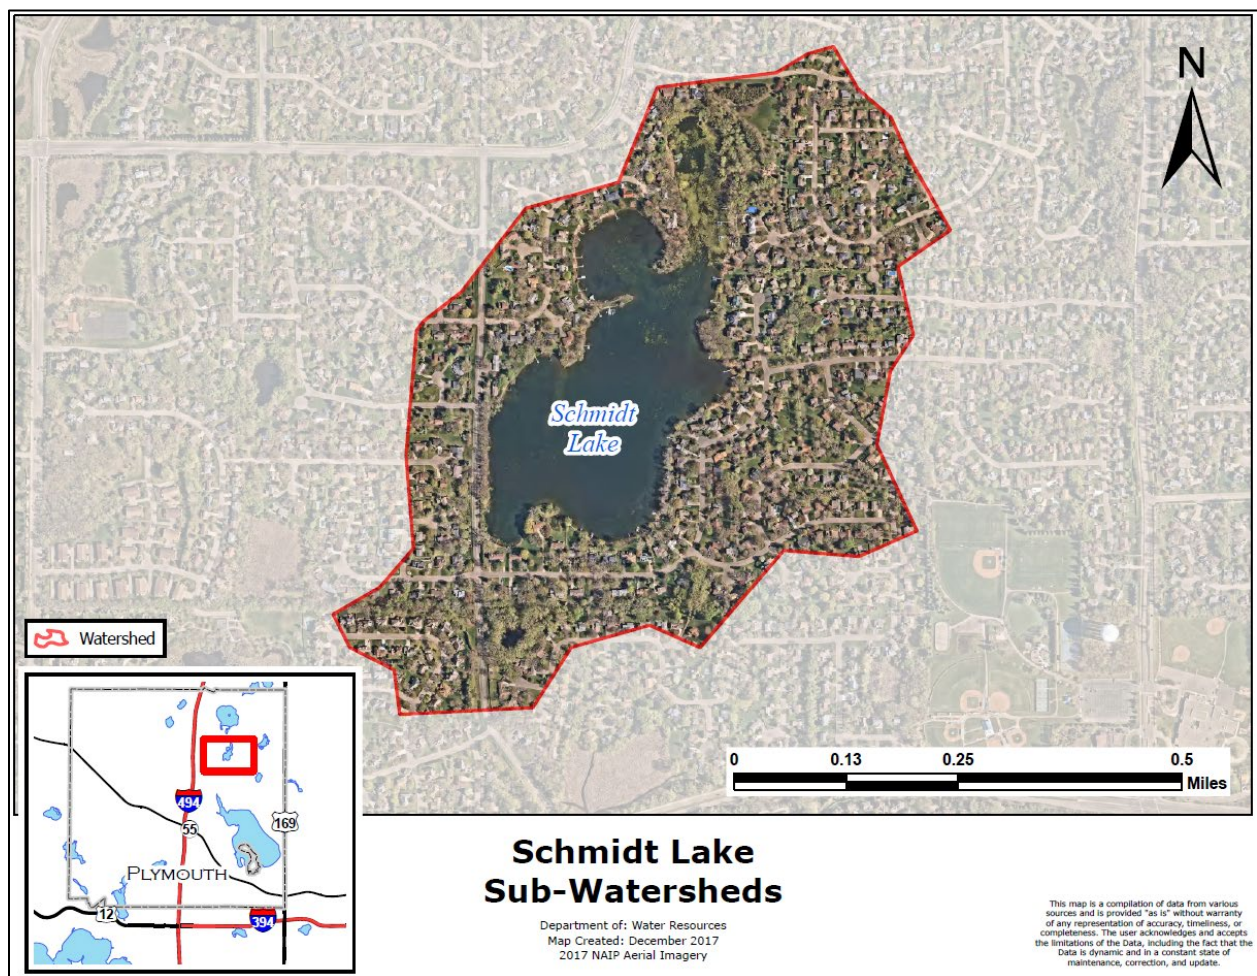 N
Schmidt
Lake
Watershed
0 0.13 0.25 0.5
Miles
494
55
169
PLYMOUTH
12
394
Schmidt Lake
Sub-Watersheds
Department of: Water Resources
Map Created: December 2017
2017 NAIP Aerial Imagery
This map is a compilation of data from various
sources and is provided "as is" without warranty
of any representation of accuracy, timeliness, or
completeness. The user acknowledges and accepts
the limitations of the Data, including the fact that the
Data is dynamic and in a constant state of
maintenance, correction, and update.